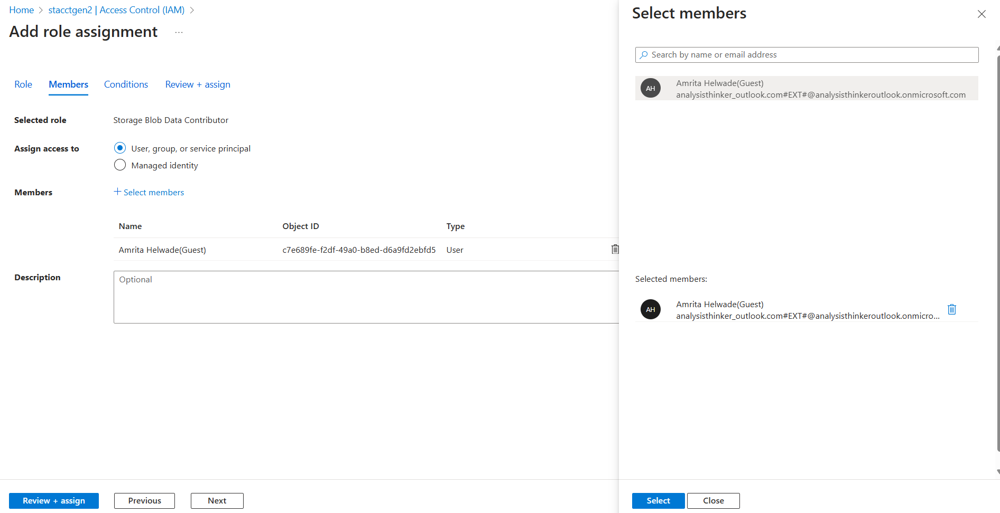 Home > stacctgen2 | Access Control (IAM) >
Add role assignment ...
Role Members Conditions Review + assign
Selected role Storage Blob Data Contributor
Assign access to User, group, or service principal
Managed identity
Members + Select members
Name Object ID Type
Amrita Helwade(Guest) c7e689fe-f2df-49a0-b8ed-d6a9fd2ebfd5 User
Description Optional
Review + assign Previous Next
Select members
Search by name or email address
AH Amrita Helwade(Guest)
analysisthinker_outlook.com#EXT#@analysisthinkeroutlook.onmicrosoft.com
Selected members:
AH Amrita Helwade(Guest)
analysisthinker_outlook.com#EXT#@analysisthinkeroutlook.onmicro...
Select Close